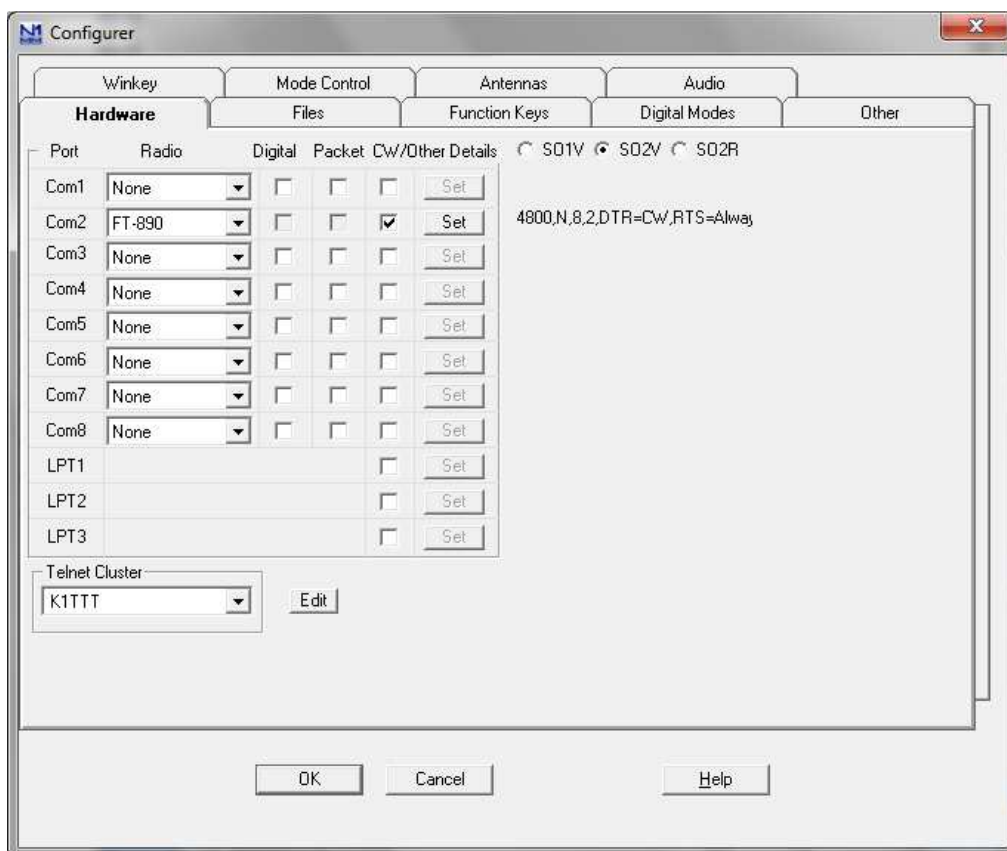 N1 Configurer
Winkey Mode Control Antennas Audio
Hardware Files Function Keys Digital Modes Other
Port Radio Digital Packet CW/Other Details SO1V SO2V SO2R
Com1 None Set
Com2 FT-890 Set 4800,N,8,2,DTR=CW,RTS=Alway
Com3 None Set
Com4 None Set
Com5 None Set
Com6 None Set
Com7 None Set
Com8 None Set
LPT1 Set
LPT2 Set
LPT3 Set
Telnet Cluster
K1TTT Edit
OK Cancel Help